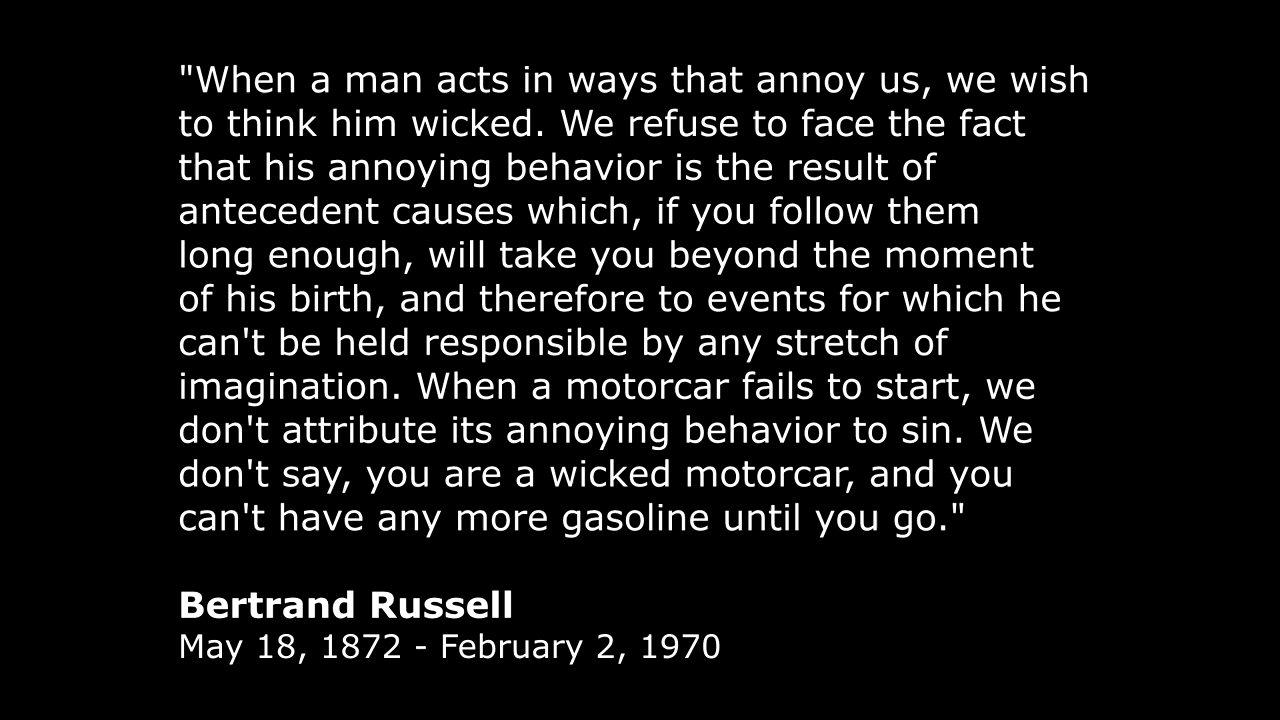 "When a man acts in ways that annoy us, we wish
to think him wicked. We refuse to face the fact
that his annoying behavior is the result of
antecedent causes which, if you follow them
long enough, will take you beyond the moment
of his birth, and therefore to events for which he
can't be held responsible by any stretch of
imagination. When a motorcar fails to start, we
don't attribute its annoying behavior to sin. We
don't say, you are a wicked motorcar, and you
can't have any more gasoline until you go."
Bertrand Russell
May 18, 1872 - February 2, 1970